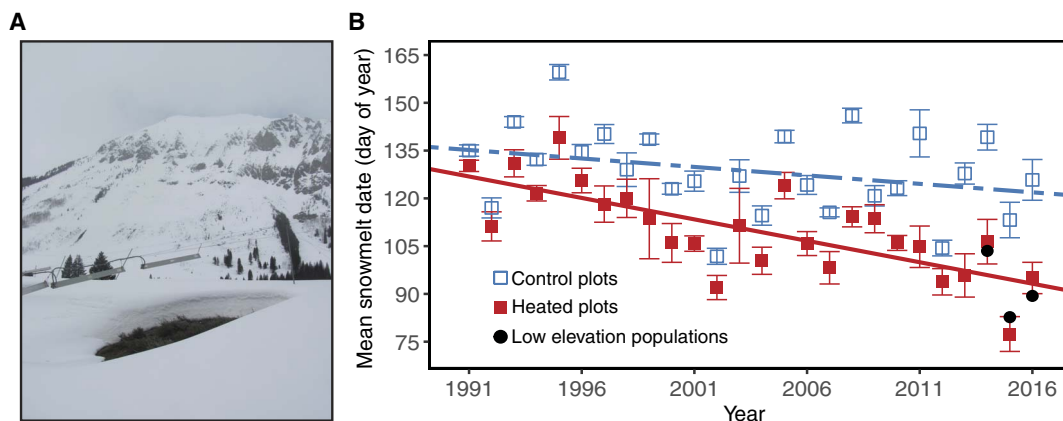 A
B
Mean snowmelt date (day of year)
165
150
135
120
105
90
75
Control plots
Heated plots
Low elevation populations
1991
1996
2001
2006
2011
2016
Year